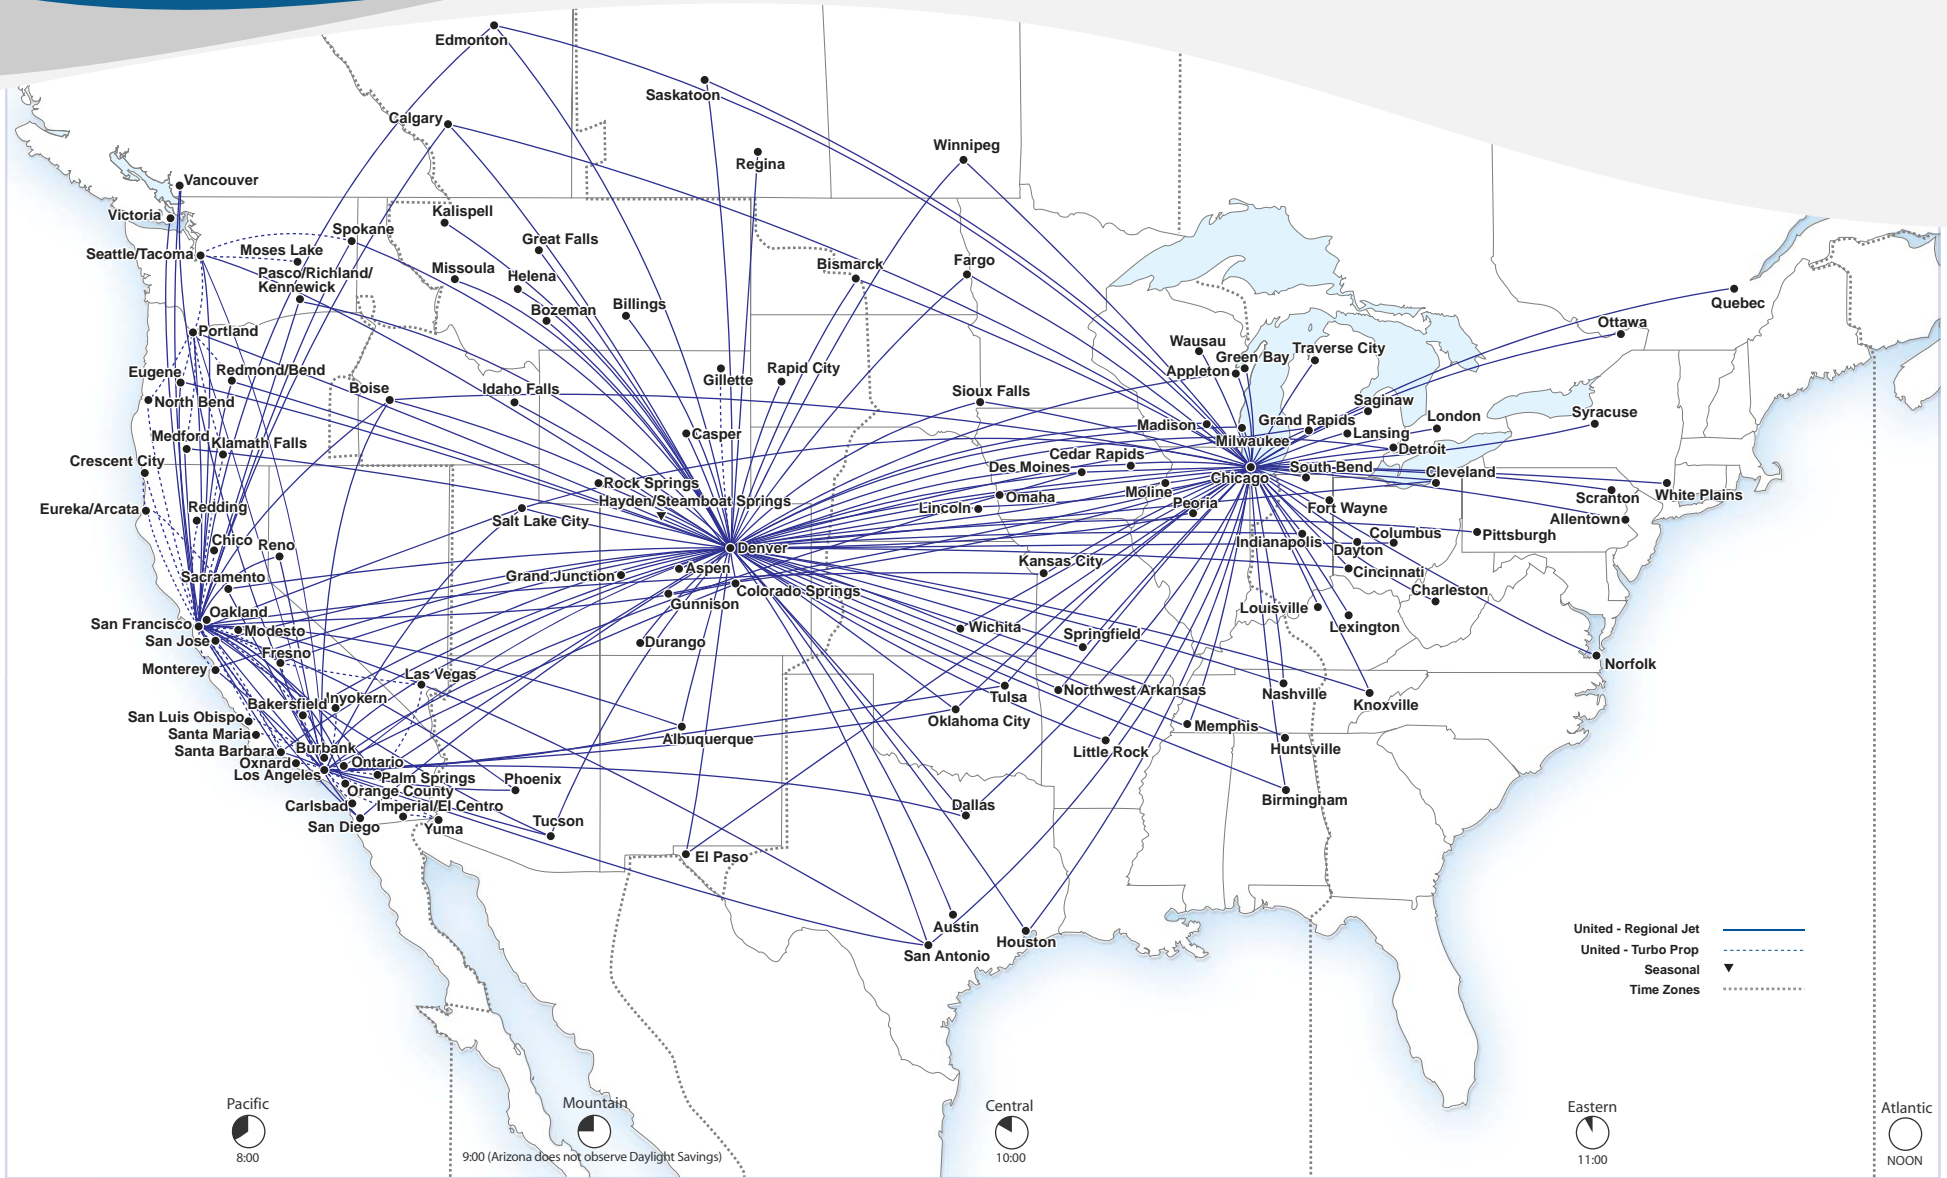 Edmonton
Saskatoon
Calgary
Winnipeg
Regina
Vancouver
Victoria
Kalispell
Spokane
Great Falls
Seattle/Tacoma
Moses Lake
Pasco/Richland/
Kennewick
Missoula
Helena
Bismarck
Fargo
Bozeman
Billings
Quebec
Ottawa
Portland
Wausau
Green Bay
Traverse City
Appleton
Eugene
Redmond/Bend
Boise
Idaho Falls
Gillette
Rapid City
Sioux Falls
North Bend
Saginaw
London
Syracuse
Madison
Grand Rapids
Lansing
Medford
Klamath Falls
Casper
Milwaukee
Detroit
Crescent City
Cedar Rapids
Des Moines
Chicago
South Bend
Cleveland
Rock Springs
Moline
Scranton
White Plains
Eureka/Arcata
Redding
Hayden/Steamboat Springs
Omaha
Lincoln
Peoria
Fort Wayne
Salt Lake City
Allentown
Chico
Reno
Denver
Indianapolis
Dayton
Columbus
Pittsburgh
Sacramento
Grand Junction
Aspen
Kansas City
Cincinnati
Colorado Springs
Charleston
Gunnison
Oakland
Louisville
San Francisco
Modesto
Wichita
Springfield
Lexington
San Jose
Durango
Fresno
Monterey
Las Vegas
Norfolk
Inyokern
Bakersfield
Tulsa
Northwest Arkansas
Nashville
Knoxville
San Luis Obispo
Santa Maria
Oklahoma City
Memphis
Albuquerque
Santa Barbara
Burbank
Little Rock
Huntsville
Oxnard
Ontario
Los Angeles
Palm Springs
Phoenix
Orange County
Carlsbad
Imperial/El Centro
Dallas
Birmingham
San Diego
Yuma
Tucson
El Paso
Austin
Houston
San Antonio
United - Regional Jet
United - Turbo Prop
Seasonal
Time Zones
Pacific
8:00
Mountain
9:00 (Arizona does not observe Daylight Savings)
Central
10:00
Eastern
11:00
Atlantic
NOON